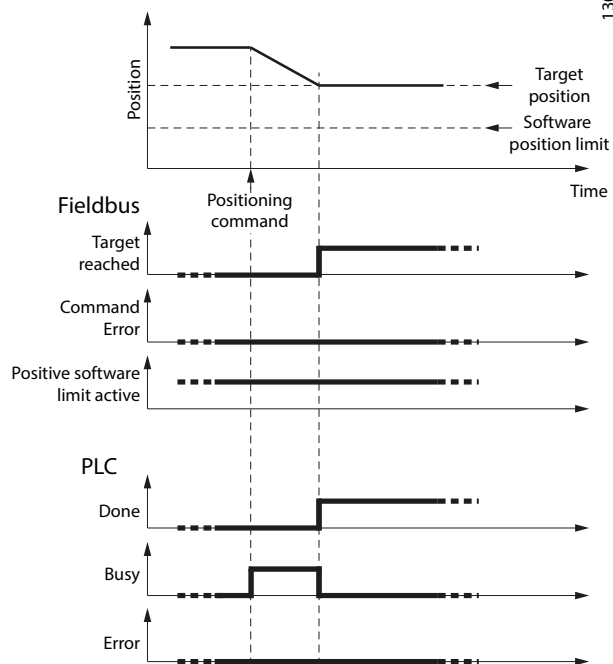 130
Position
Target
position
Software
position limit
Time
Positioning
command
Fieldbus
Target
reached
Command
Error
Positive software
limit active
PLC
Done
Busy
Error